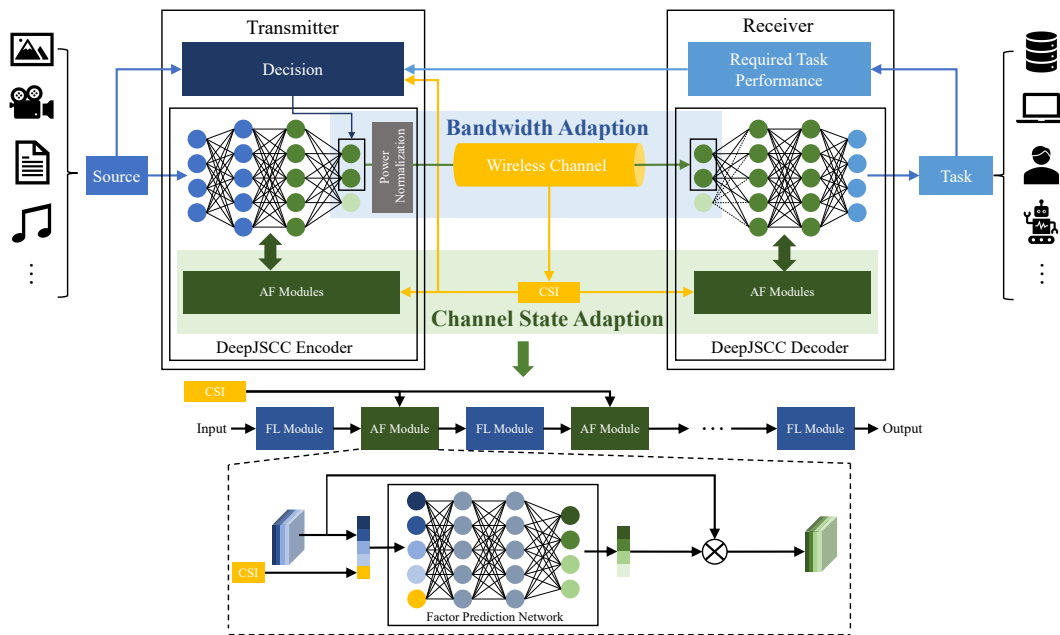 Transmitter
Receiver
Decision
Required Task
Performance
Bandwidth Adaption
Power
Normalization
Wireless Channel
Source
Task
AF Modules
CSI
AF Modules
Channel State Adaption
DeepJSCC Encoder
DeepJSCC Decoder
CSI
Input
FL Module
AF Module
FL Module
AF Module
...
FL Module
Output
CSI
Factor Prediction Network